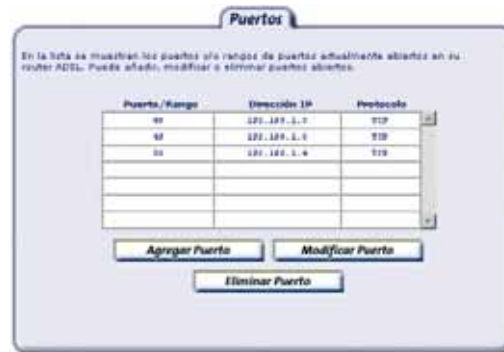 Puertos
En la lista se muestran los puertos y/o rangos de puertos actualmente abiertos en su
router ADSL. Puede añadir, modificar o eliminar puertos abiertos.
Puerto/Rango Dirección IP Protocolo
TCP
TCP
TCP
Agregar Puerto Modificar Puerto
Eliminar Puerto